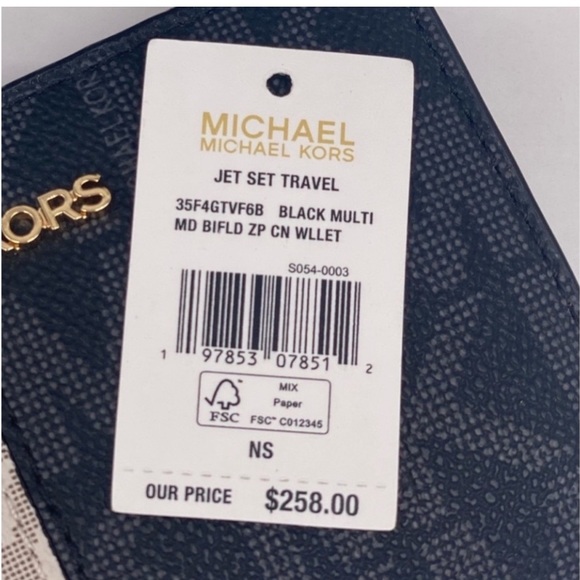 MICHAEL
MICHAEL KORS
JET SET TRAVEL
35F4GTVF6B BLACK MULTI
MD BIFLD ZP CN WLLET
S054-0003
1 97853 07851 2
FSC
MIX
Paper
FSC™ C012345
NS
OUR PRICE $258.00
KORS